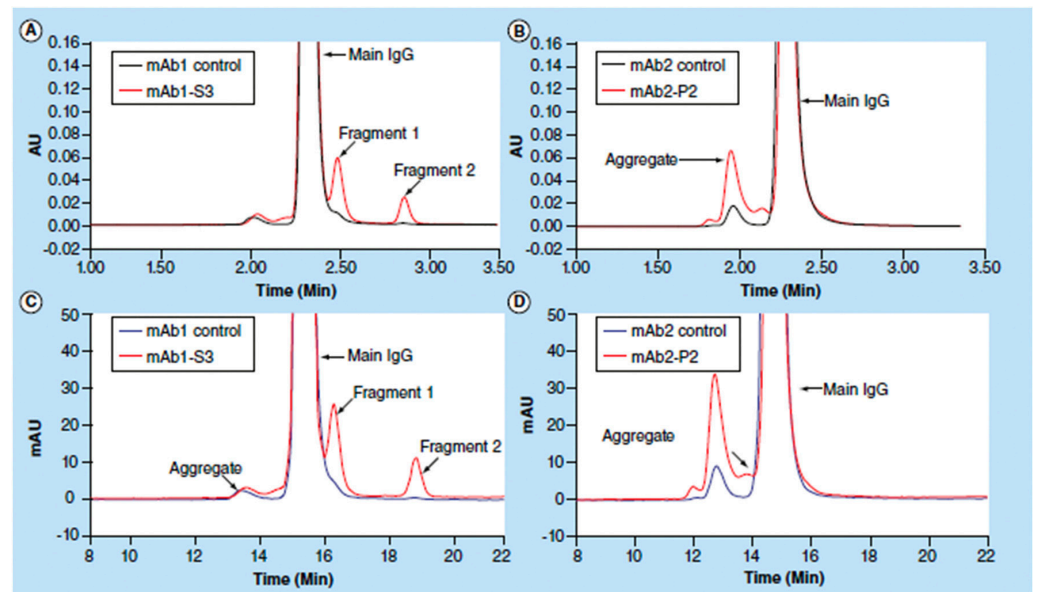 A
0.16
0.14
0.12
0.10
0.08
0.06
0.04
0.02
0.00
-0.02
AU
mAb1 control
mAb1-S3
Main IgG
Fragment 1
Fragment 2
1.00 1.50 2.00 2.50 3.00 3.50
Time (Min)
B
0.16
0.14
0.12
0.10
0.08
0.06
0.04
0.02
0.00
-0.02
AU
mAb2 control
mAb2-P2
Main IgG
Aggregate
1.00 1.50 2.00 2.50 3.00 3.50
Time (Min)
C
50
40
30
20
10
0
-10
mAU
mAb1 control
mAb1-S3
Main IgG
Fragment 1
Fragment 2
Aggregate
8 10 12 14 16 18 20 22
Time (Min)
D
50
40
30
20
10
0
-10
mAU
mAb2 control
mAb2-P2
Main IgG
Aggregate
8 10 12 14 16 18 20 22
Time (Min)